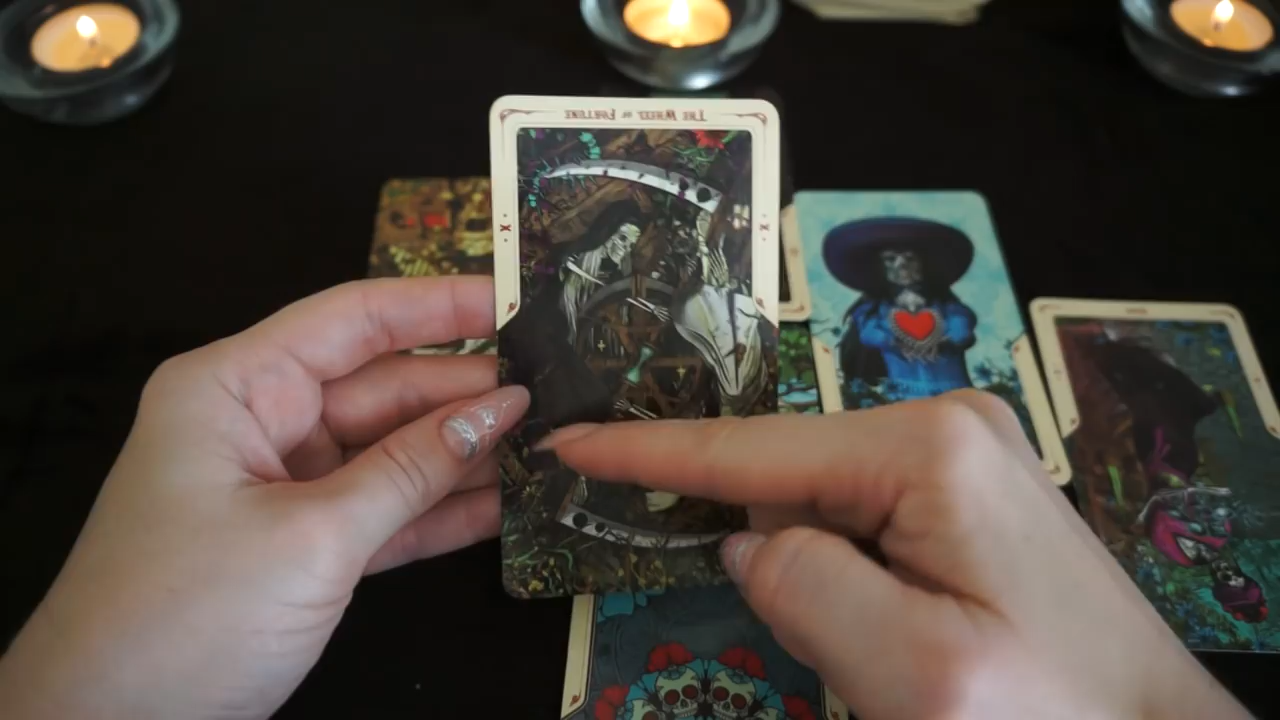 THE WHEEL OF FORTUNE
· X ·
· X ·